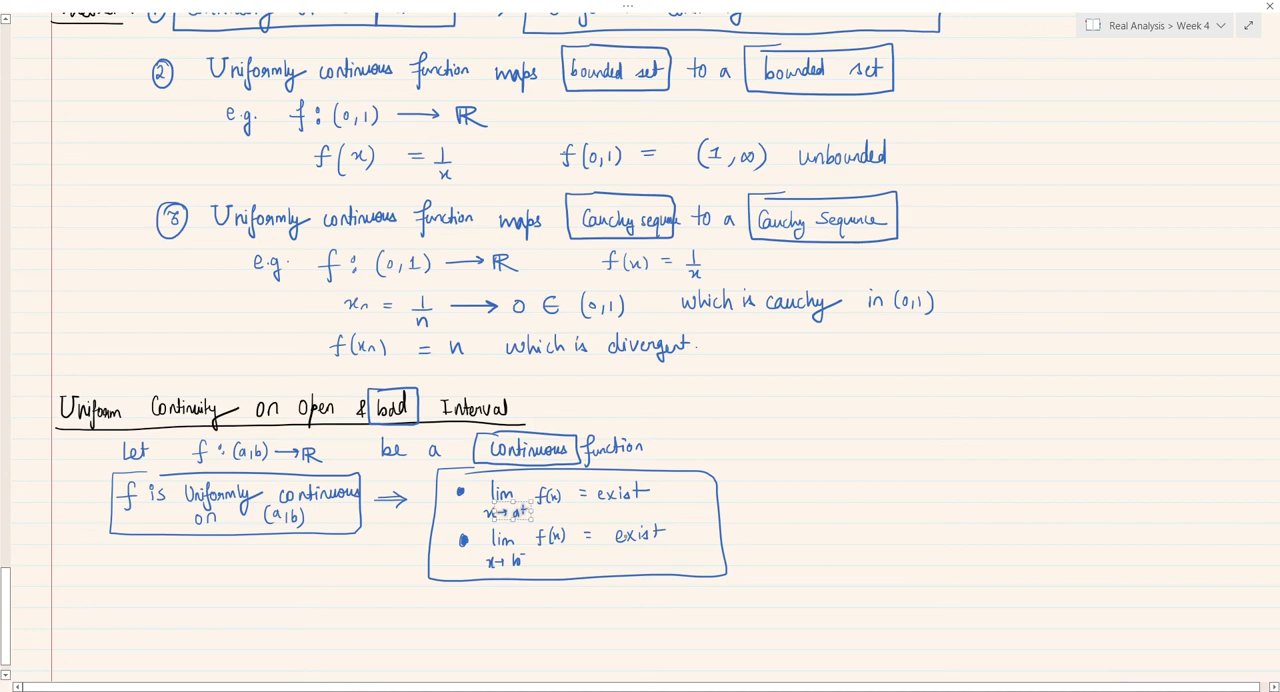 Real Analysis > Week 4
② Uniformly continuous function maps bounded set to a bounded set
e.g. f : (0,1) → ℝ
f(x) = 1/x f(0,1) = (1,∞) unbounded
③ Uniformly continuous function maps Cauchy sequence to a Cauchy Sequence
e.g. f : (0,1) → ℝ f(x) = 1/x
xn = 1/n → 0 ∈ (0,1) which is cauchy in (0,1)
f(xn) = n which is divergent.
Uniform Continuity on Open & bdd Interval
Let f : (a,b) → ℝ be a continuous function
f is Uniformly continuous on (a,b) ⇒
• lim x→a⁺ f(x) = exist
• lim x→b⁻ f(x) = exist